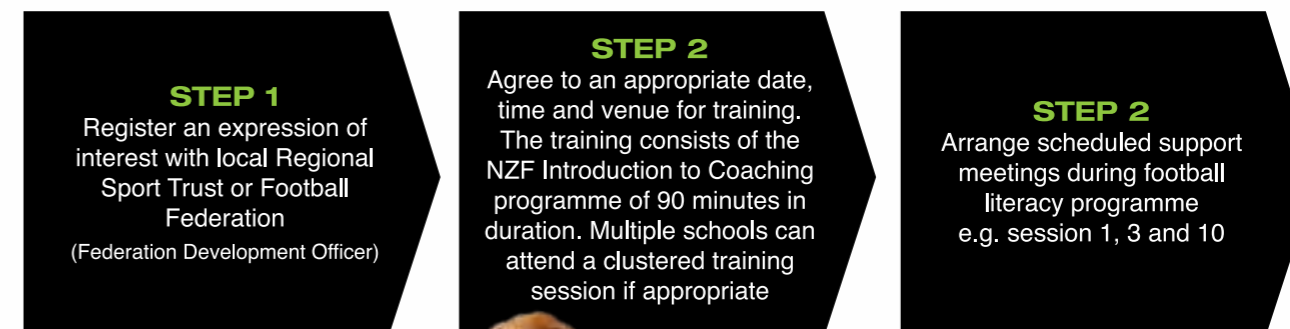 STEP 1
Register an expression of
interest with local Regional
Sport Trust or Football
Federation
(Federation Development Officer)
STEP 2
Agree to an appropriate date,
time and venue for training.
The training consists of the
NZF Introduction to Coaching
programme of 90 minutes in
duration. Multiple schools can
attend a clustered training
session if appropriate
STEP 2
Arrange scheduled support
meetings during football
literacy programme
e.g. session 1, 3 and 10